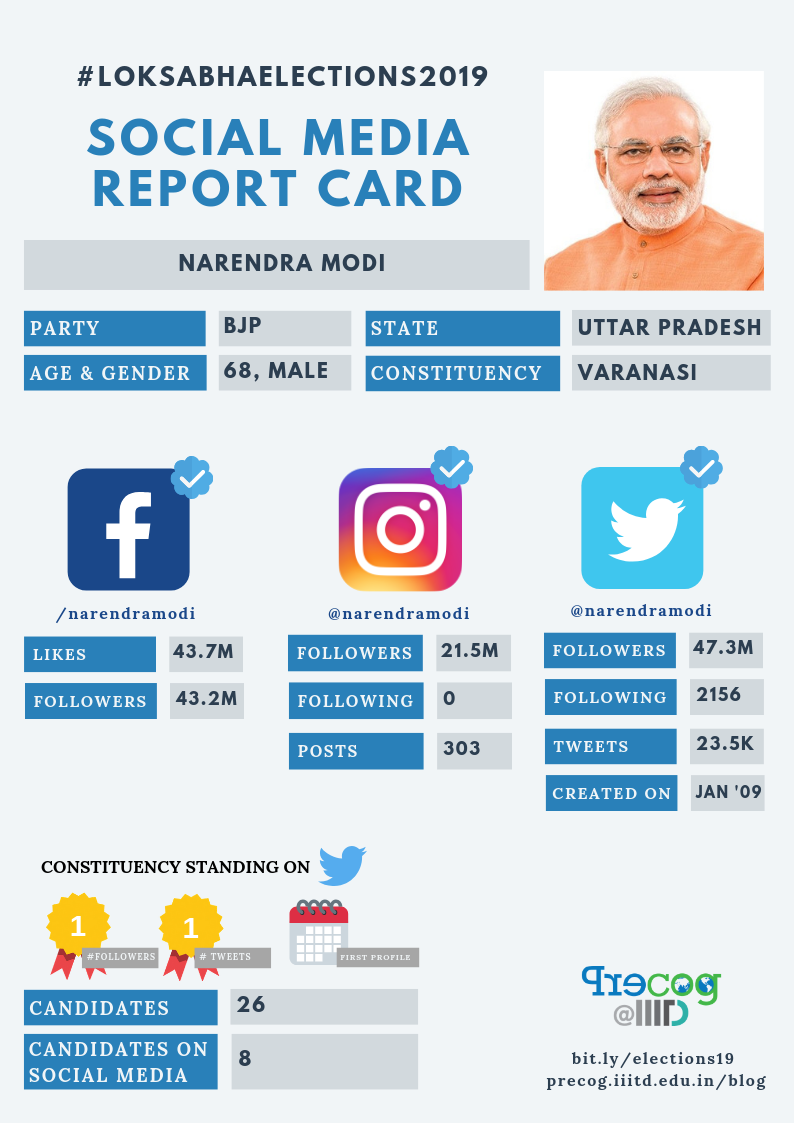 #LOKSABHAELECTIONS2019
SOCIAL MEDIA
REPORT CARD
NARENDRA MODI
PARTY BJP STATE UTTAR PRADESH
AGE & GENDER 68, MALE CONSTITUENCY VARANASI
/narendramodi
LIKES 43.7M
FOLLOWERS 43.2M
@narendramodi
FOLLOWERS 21.5M
FOLLOWING 0
POSTS 303
@narendramodi
FOLLOWERS 47.3M
FOLLOWING 2156
TWEETS 23.5K
CREATED ON JAN '09
CONSTITUENCY STANDING ON
1 #FOLLOWERS
1 # TWEETS
FIRST PROFILE
CANDIDATES 26
CANDIDATES ON
SOCIAL MEDIA 8
Precog
@IIIITD
bit.ly/elections19
precog.iiitd.edu.in/blog